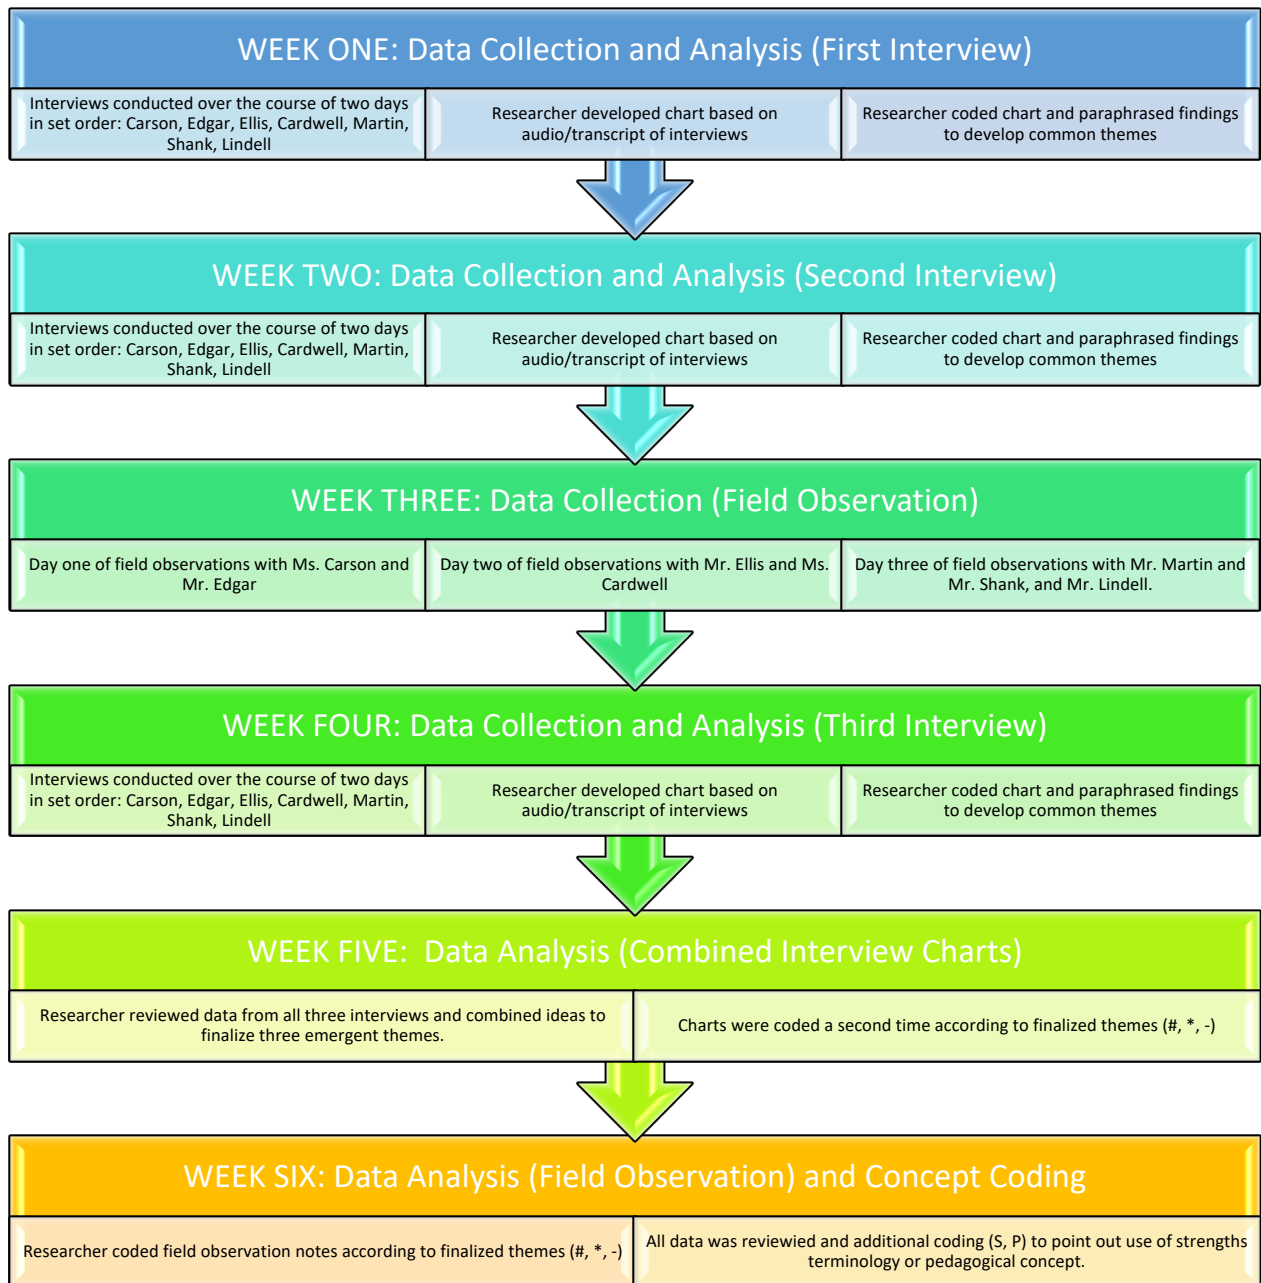 WEEK ONE: Data Collection and Analysis (First Interview)
Interviews conducted over the course of two days
in set order: Carson, Edgar, Ellis, Cardwell, Martin,
Shank, Lindell
Researcher developed chart based on
audio/transcript of interviews
Researcher coded chart and paraphrased findings
to develop common themes
WEEK TWO: Data Collection and Analysis (Second Interview)
Interviews conducted over the course of two days
in set order: Carson, Edgar, Ellis, Cardwell, Martin,
Shank, Lindell
Researcher developed chart based on
audio/transcript of interviews
Researcher coded chart and paraphrased findings
to develop common themes
WEEK THREE: Data Collection (Field Observation)
Day one of field observations with Ms. Carson and
Mr. Edgar
Day two of field observations with Mr. Ellis and Ms.
Cardwell
Day three of field observations with Mr. Martin and
Mr. Shank, and Mr. Lindell.
WEEK FOUR: Data Collection and Analysis (Third Interview)
Interviews conducted over the course of two days
in set order: Carson, Edgar, Ellis, Cardwell, Martin,
Shank, Lindell
Researcher developed chart based on
audio/transcript of interviews
Researcher coded chart and paraphrased findings
to develop common themes
WEEK FIVE:  Data Analysis (Combined Interview Charts)
Researcher reviewed data from all three interviews and combined ideas to
finalize three emergent themes.
Charts were coded a second time according to finalized themes (#, *, -)
WEEK SIX: Data Analysis (Field Observation) and Concept Coding
Researcher coded field observation notes according to finalized themes (#, *, -)
All data was reviewied and additional coding (S, P) to point out use of strengths
terminology or pedagogical concept.